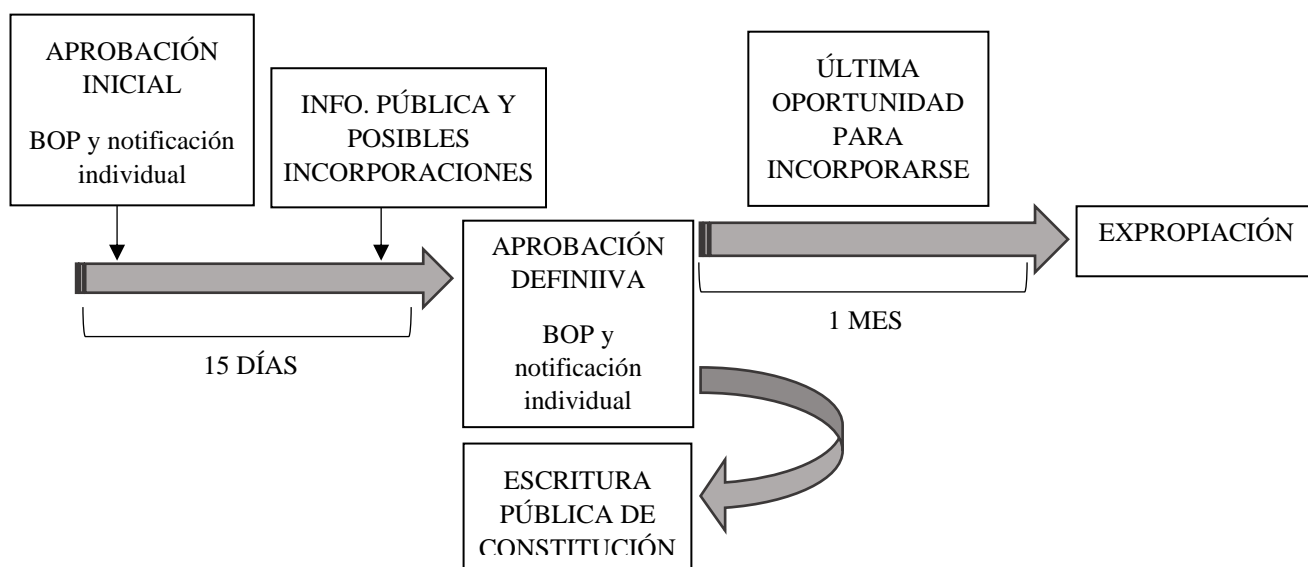 APROBACIÓN
INICIAL
BOP y notificación
individual
INFO. PÚBLICA Y
POSIBLES
INCORPORACIONES
15 DÍAS
APROBACIÓN
DEFINIIVA
BOP y
notificación
individual
ÚLTIMA
OPORTUNIDAD
PARA
INCORPORARSE
1 MES
EXPROPIACIÓN
ESCRITURA
PÚBLICA DE
CONSTITUCIÓN